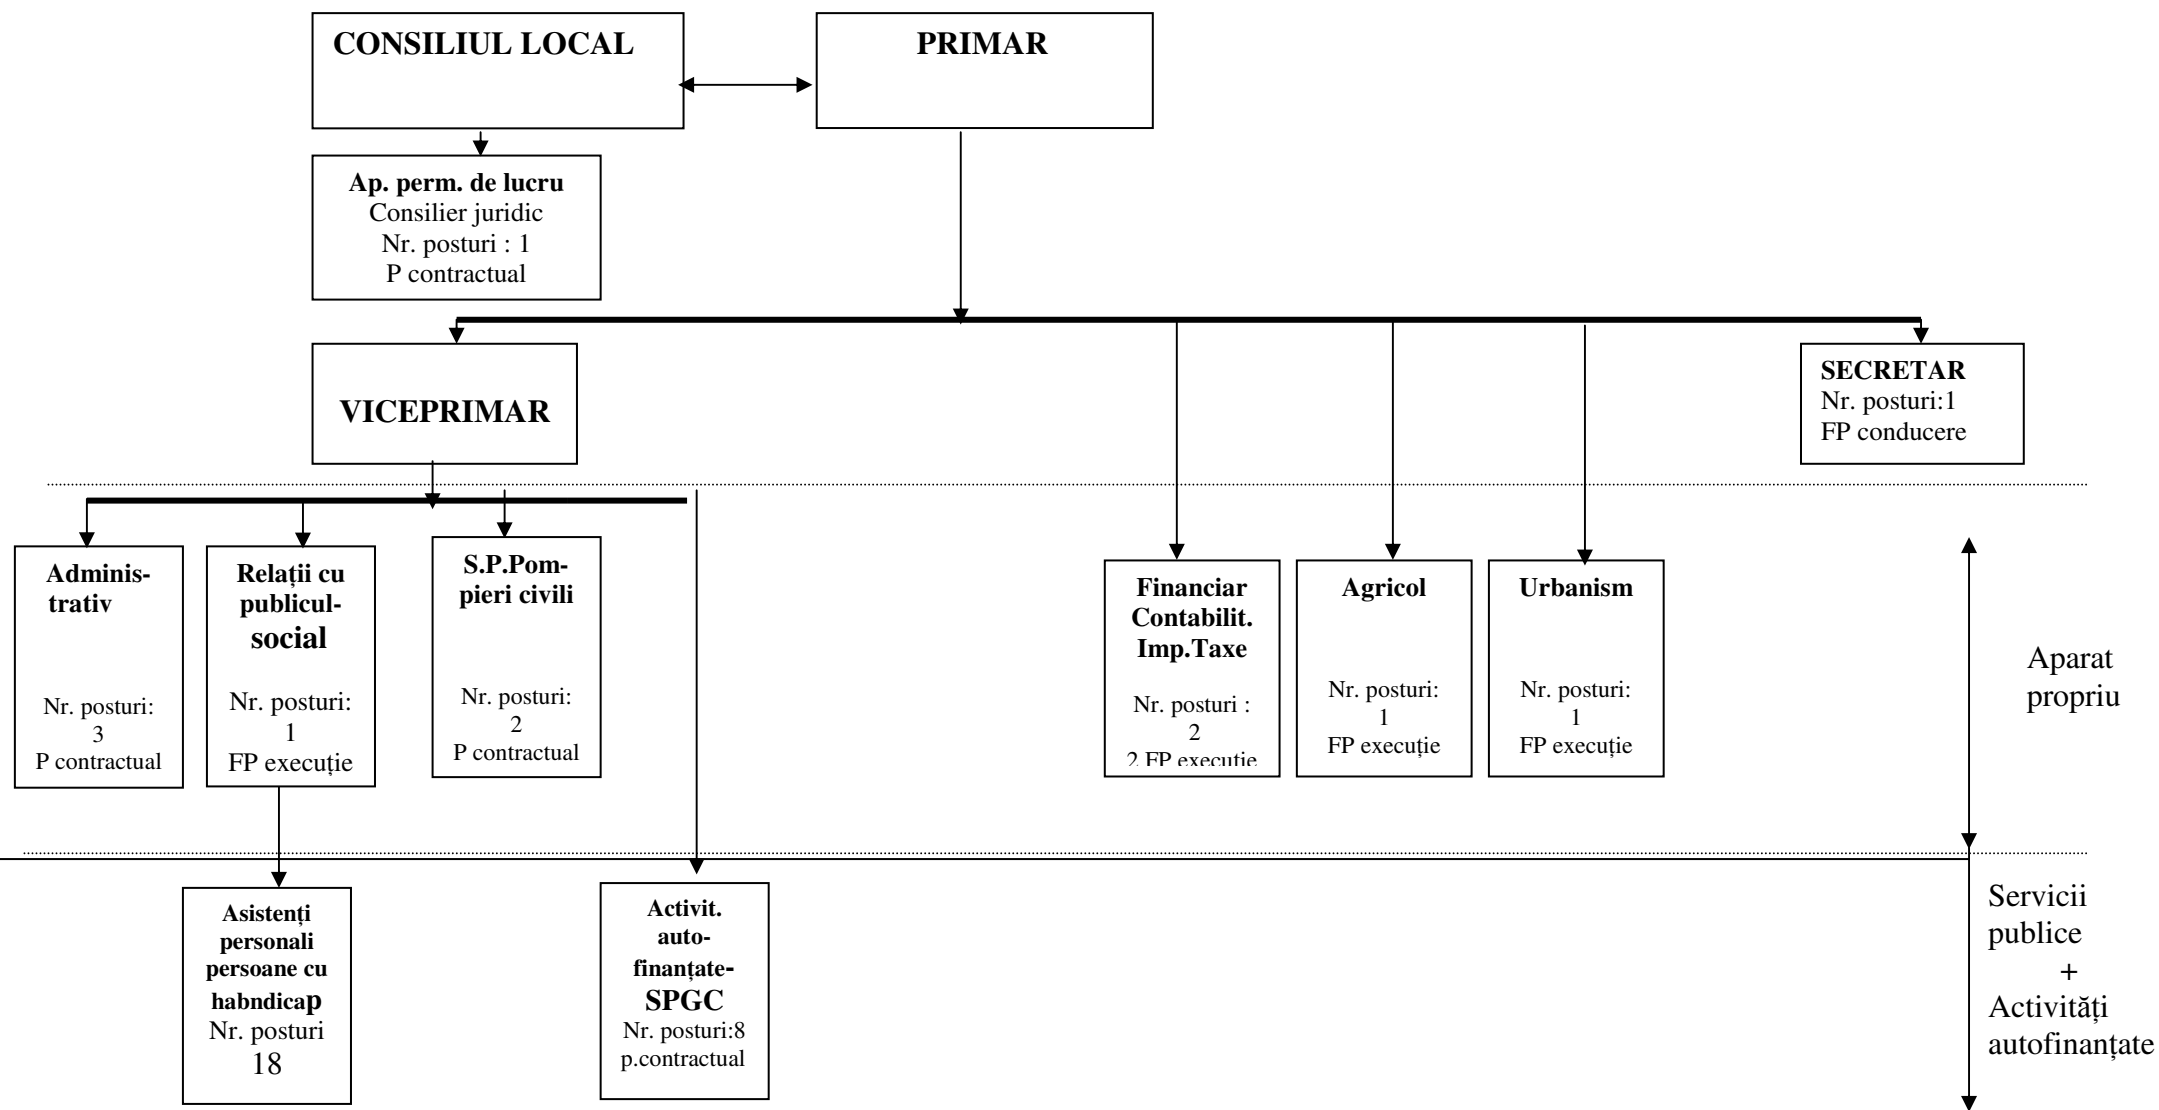 CONSILIUL LOCAL
PRIMAR
Ap. perm. de lucru
Consilier juridic
Nr. posturi : 1
P contractual
VICEPRIMAR
SECRETAR
Nr. posturi:1
FP conducere
Adminis-
trativ
Nr. posturi:
3
P contractual
Relații cu
publicul-
social
Nr. posturi:
1
FP execuție
S.P.Pom-
pieri civili
Nr. posturi:
2
P contractual
Financiar
Contabilit.
Imp.Taxe
Nr. posturi :
2
2 FP execuție
Agricol
Nr. posturi:
1
FP execuție
Urbanism
Nr. posturi:
1
FP execuție
Aparat
propriu
Asistenți
personali
persoane cu
habndicap
Nr. posturi
18
Activit.
auto-
finanțate-
SPGC
Nr. posturi:8
p.contractual
Servicii
publice
+
Activități
autofinanțate